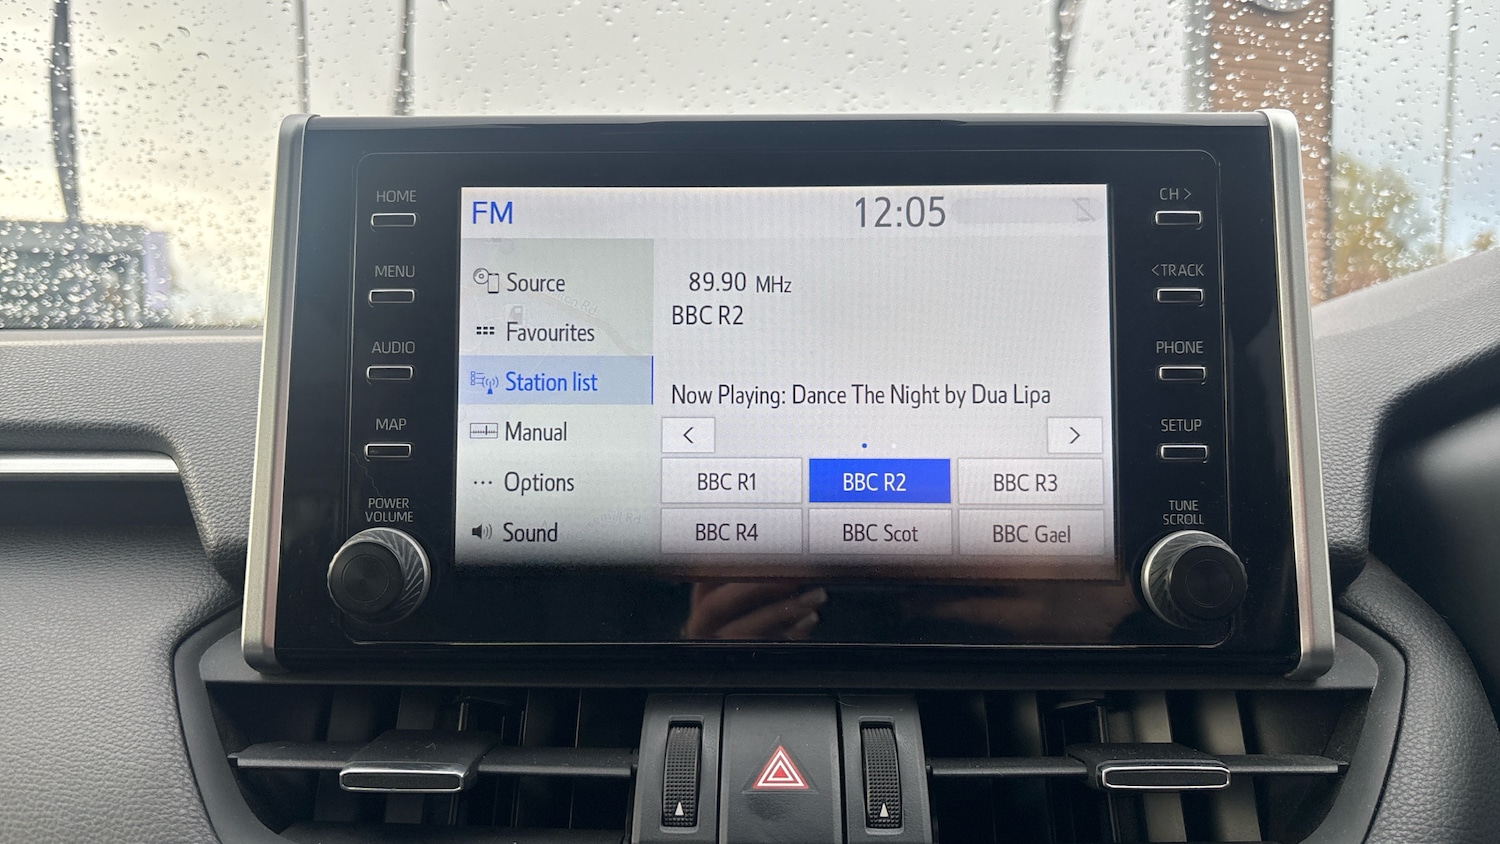 HOME
MENU
AUDIO
MAP
POWER
VOLUME
FM
12:05
Source
Favourites
Station list
Manual
Options
Sound
89.90 MHz
BBC R2
Now Playing: Dance The Night by Dua Lipa
<
>
BBC R1
BBC R2
BBC R3
BBC R4
BBC Scot
BBC Gael
CH >
<TRACK
PHONE
SETUP
TUNE
SCROLL